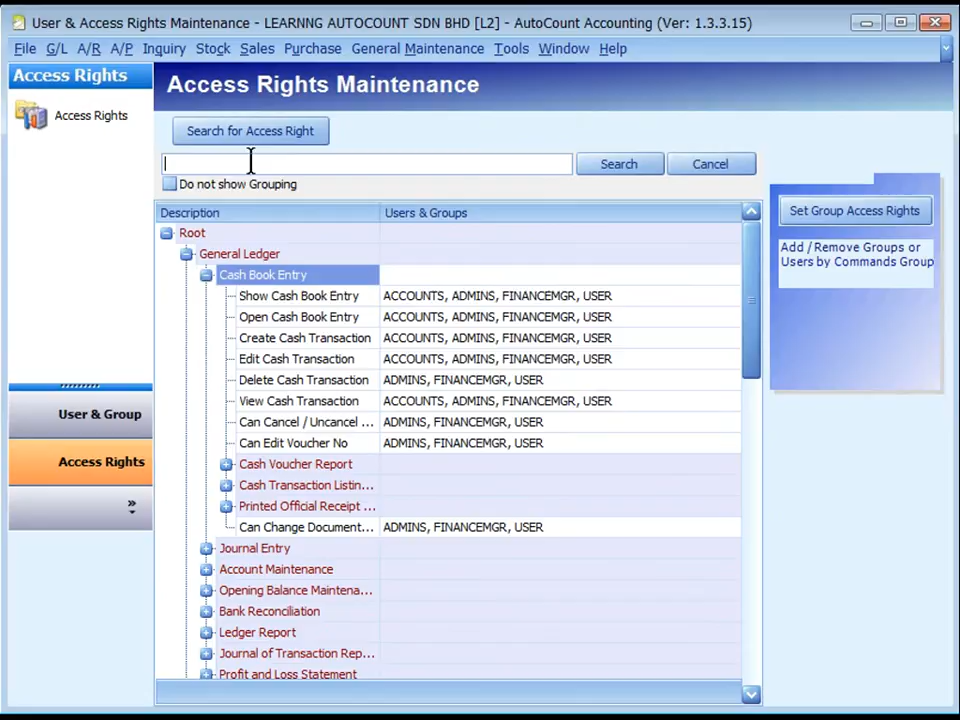 User & Access Rights Maintenance - LEARNNG AUTOCOUNT SDN BHD [L2] - AutoCount Accounting (Ver: 1.3.3.15)
File G/L A/R A/P Inquiry Stock Sales Purchase General Maintenance Tools Window Help
Access Rights
Access Rights Maintenance
Access Rights
Search for Access Right
Search Cancel
Do not show Grouping
Set Group Access Rights
Add / Remove Groups or
Users by Commands Group
Description Users & Groups
Root
General Ledger
Cash Book Entry
Show Cash Book Entry ACCOUNTS, ADMINS, FINANCEMGR, USER
Open Cash Book Entry ACCOUNTS, ADMINS, FINANCEMGR, USER
Create Cash Transaction ACCOUNTS, ADMINS, FINANCEMGR, USER
Edit Cash Transaction ACCOUNTS, ADMINS, FINANCEMGR, USER
Delete Cash Transaction ADMINS, FINANCEMGR, USER
View Cash Transaction ACCOUNTS, ADMINS, FINANCEMGR, USER
Can Cancel / Uncancel ... ADMINS, FINANCEMGR, USER
Can Edit Voucher No ADMINS, FINANCEMGR, USER
Cash Voucher Report
Cash Transaction Listin...
Printed Official Receipt ...
Can Change Document... ADMINS, FINANCEMGR, USER
Journal Entry
Account Maintenance
Opening Balance Maintena...
Bank Reconciliation
Ledger Report
Journal of Transaction Rep...
Profit and Loss Statement
User & Group
Access Rights
»